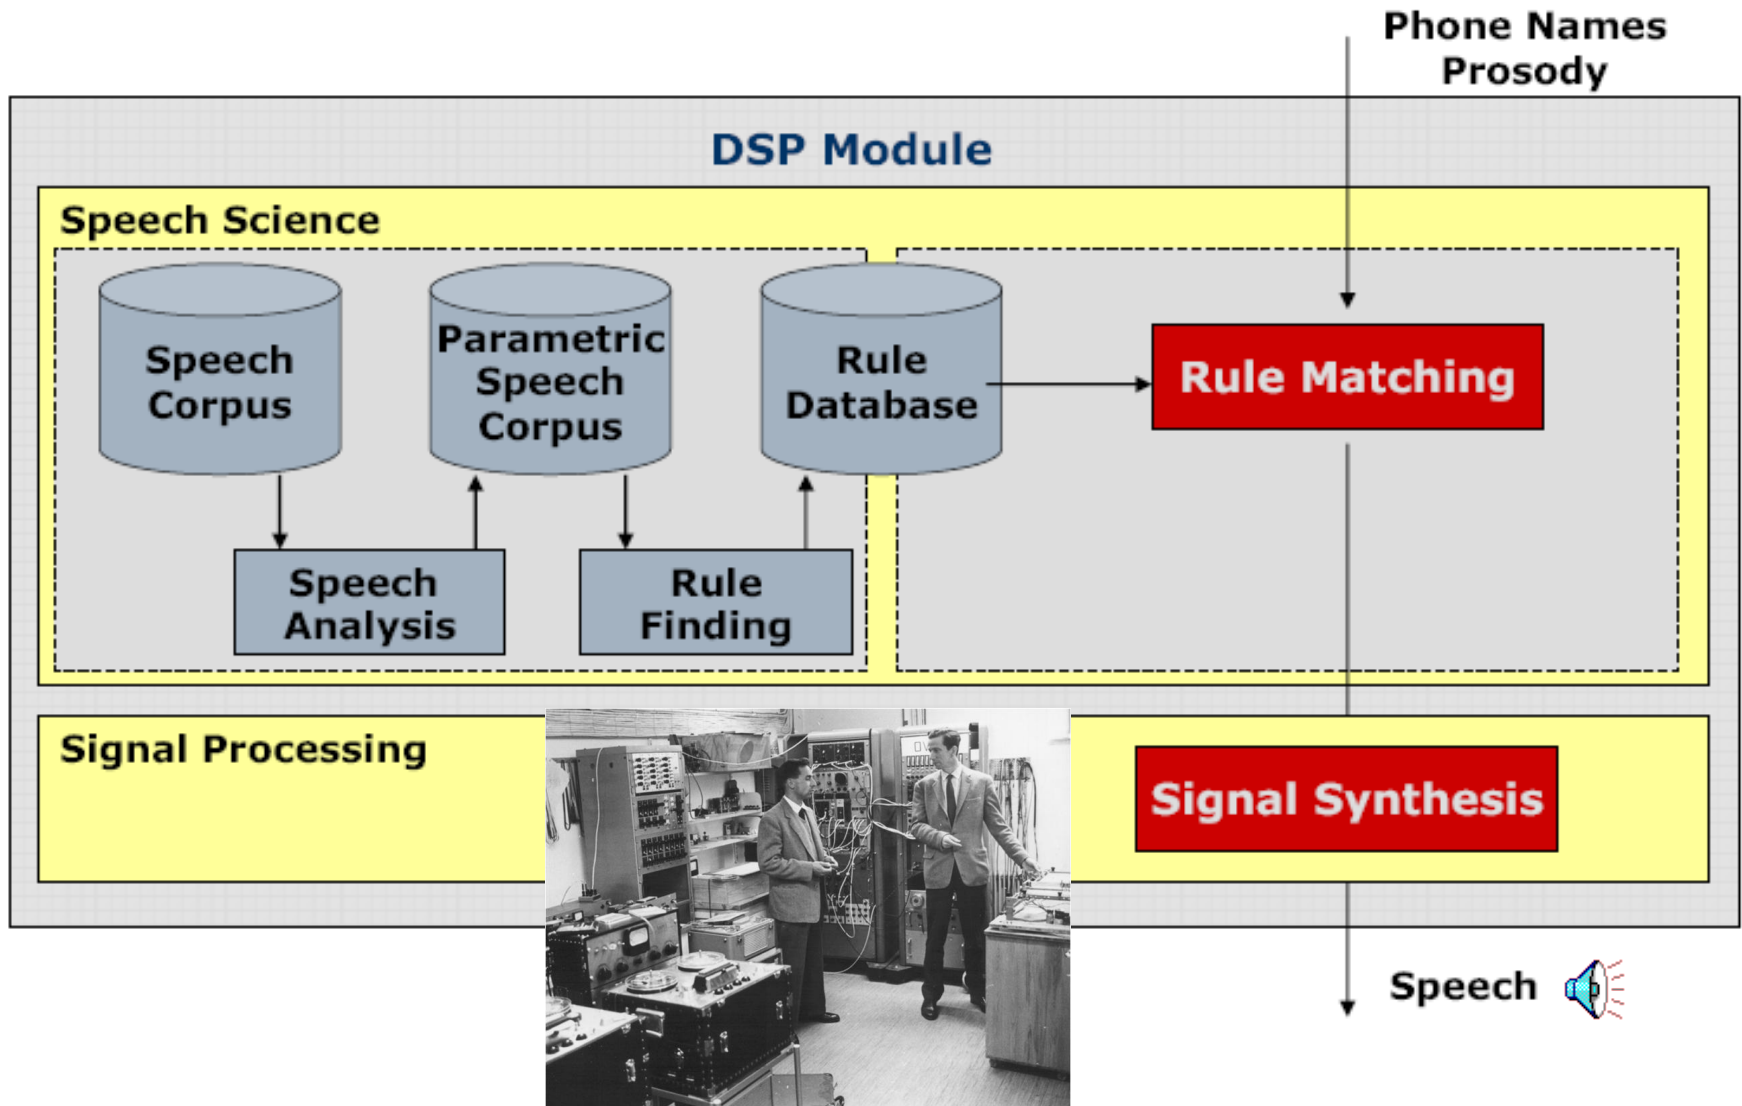 Phone Names
Prosody
DSP Module
Speech Science
Speech
Corpus
Parametric
Speech
Corpus
Rule
Database
Rule Matching
Speech
Analysis
Rule
Finding
Signal Processing
Signal Synthesis
Speech